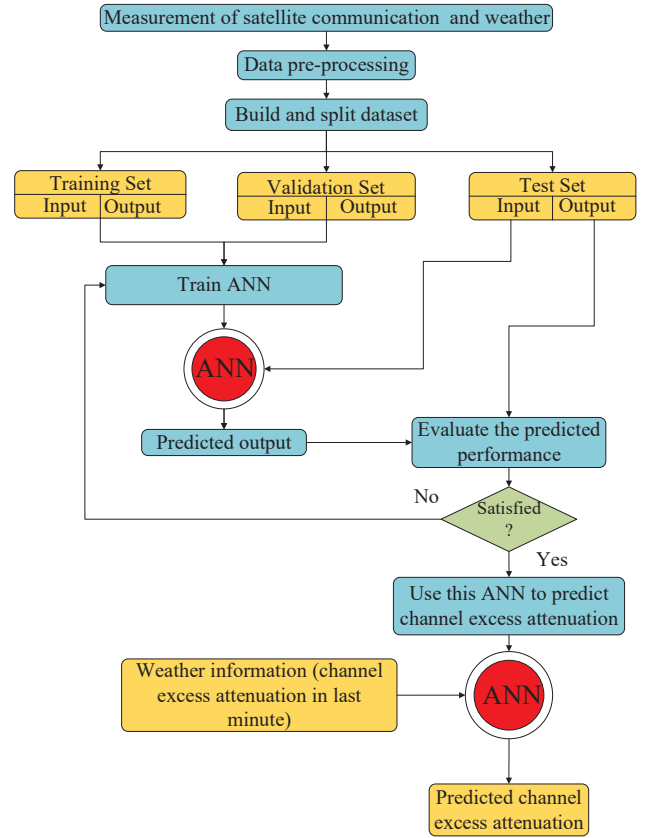 Measurement of satellite communication and weather
Data pre-processing
Build and split dataset
Training Set
Input Output
Validation Set
Input Output
Test Set
Input Output
Train ANN
ANN
Predicted output
Evaluate the predicted
performance
No
Satisfied
?
Yes
Use this ANN to predict
channel excess attenuation
Weather information (channel
excess attenuation in last
minute)
ANN
Predicted channel
excess attenuation